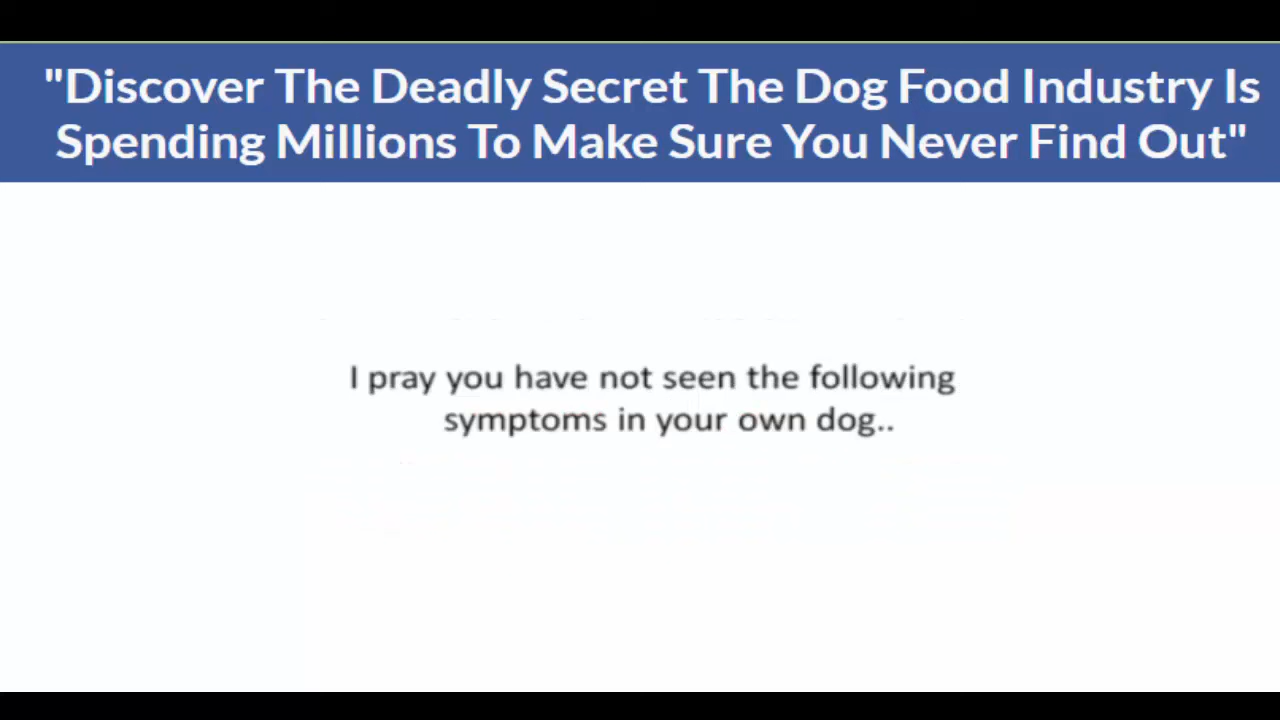 "Discover The Deadly Secret The Dog Food Industry Is
Spending Millions To Make Sure You Never Find Out"
I pray you have not seen the following
symptoms in your own dog..